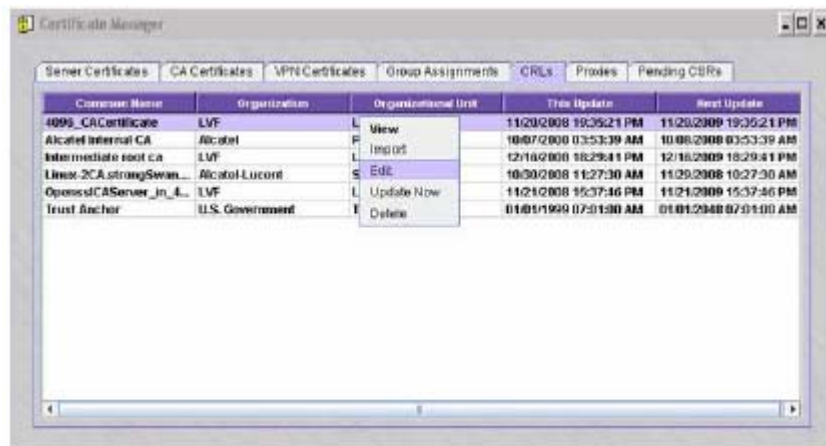 Certificate Manager
Server Certificates CA Certificates VPN Certificates Group Assignments CRLs Proxies Pending CSRs
Common Name Organization Organizational Unit This Update Next Update
4096_CACertificate LVF L 11/20/2008 19:35:21 PM 11/20/2009 19:35:21 PM
View
Alcatel Internal CA Alcatel 10/07/2008 03:53:39 AM 10/08/2008 03:53:39 AM
Import
Intermediate root ca LVF L 12/16/2008 18:29:41 PM 12/16/2009 18:29:41 PM
Edit
Linux-2CA.strongSwan.... Alcatel-Lucent S 10/30/2008 11:27:30 AM 11/29/2008 10:27:30 AM
Update Now
OpensslCAServer_in_4... LVF L 11/21/2008 15:37:46 PM 11/21/2009 15:37:46 PM
Delete
Trust Anchor U.S. Government T 01/01/1999 07:01:00 AM 01/01/2048 07:01:00 AM